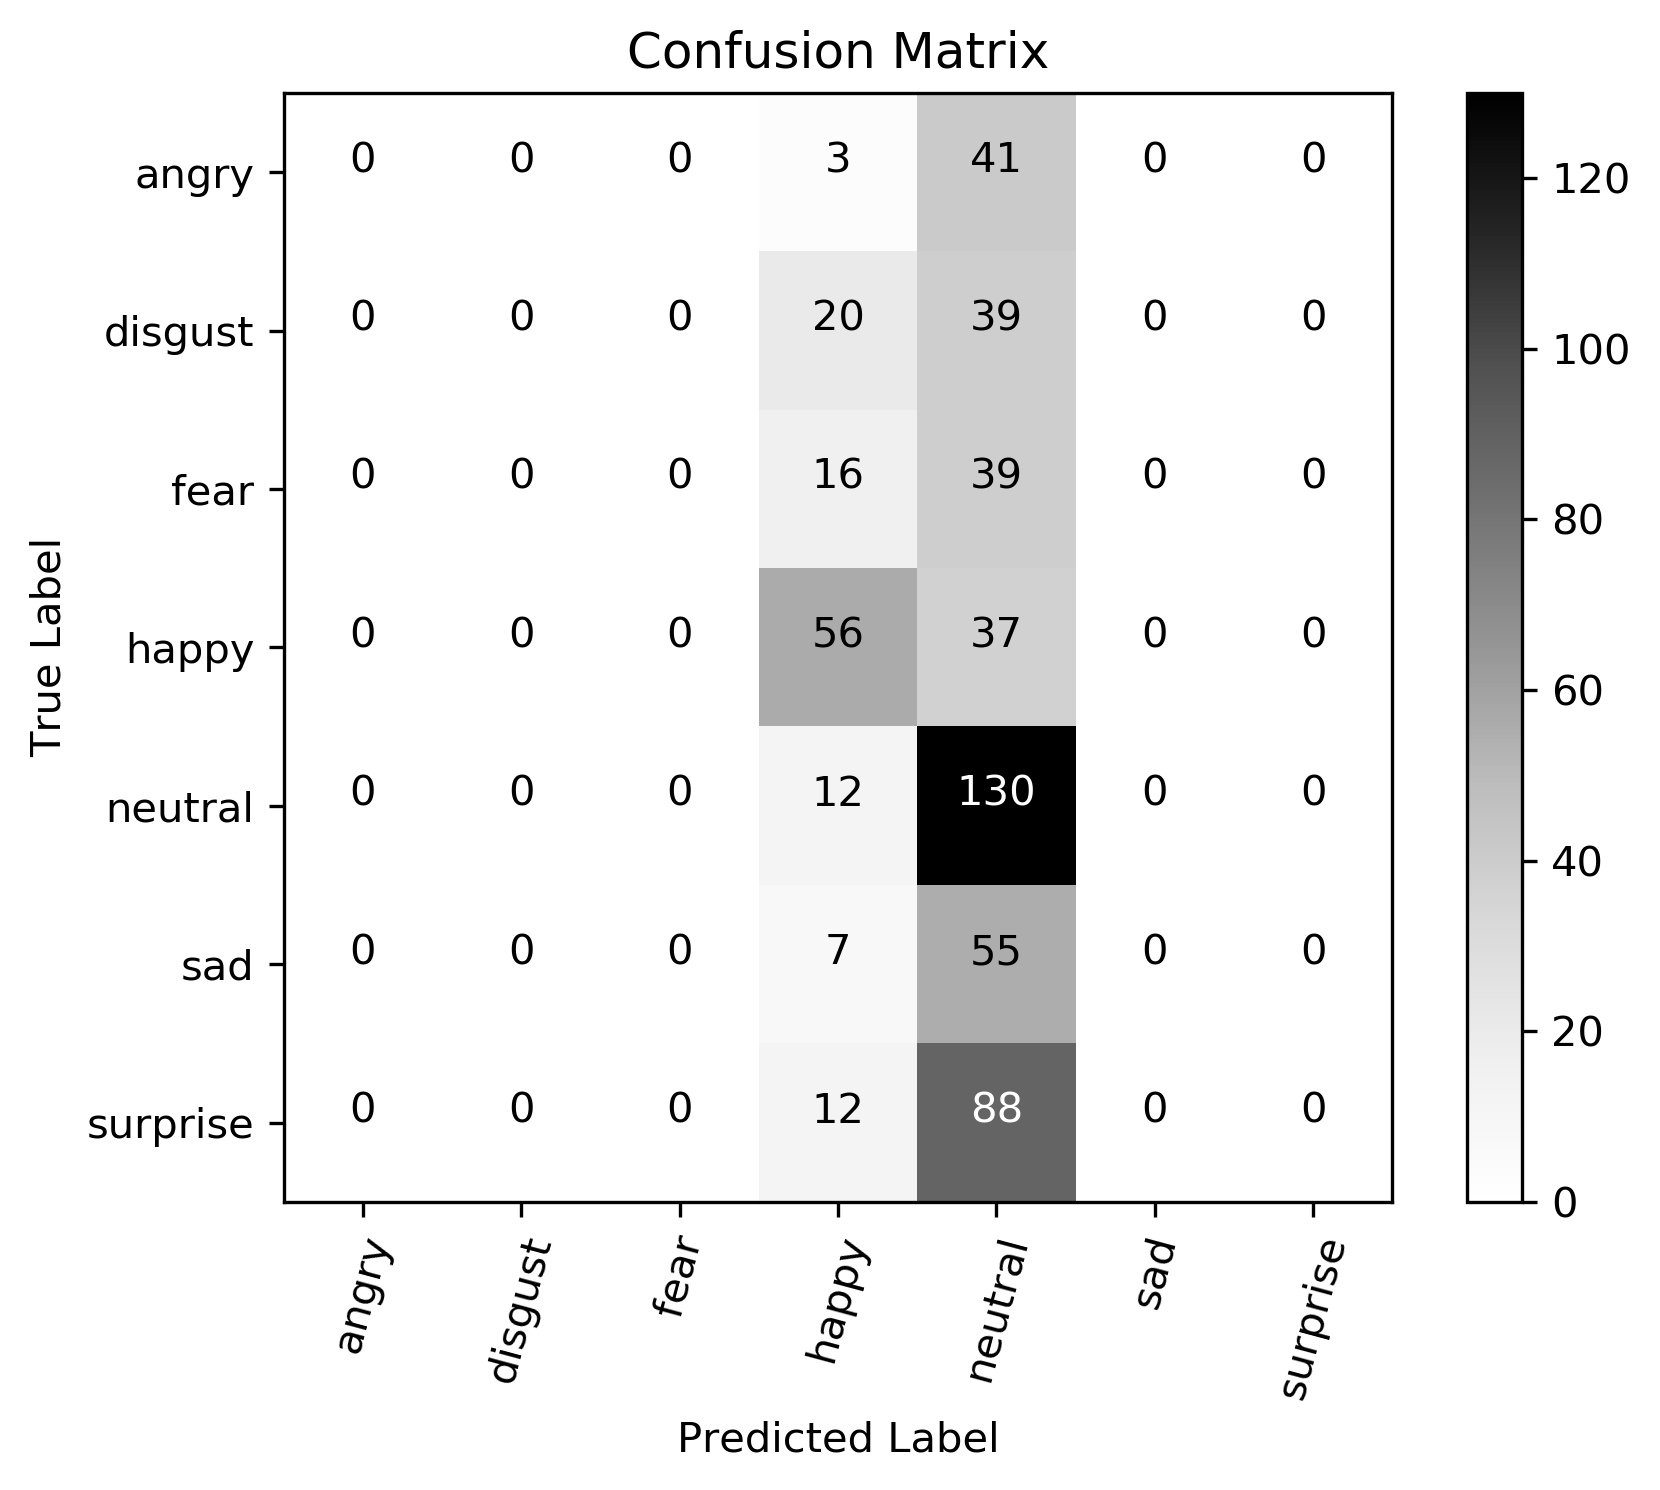 Confusion Matrix
angry 0 0 0 3 41 0 0
disgust 0 0 0 20 39 0 0
fear 0 0 0 16 39 0 0
happy 0 0 0 56 37 0 0
neutral 0 0 0 12 130 0 0
sad 0 0 0 7 55 0 0
surprise 0 0 0 12 88 0 0
True Label
angry disgust fear happy neutral sad surprise
Predicted Label
120
100
80
60
40
20
0